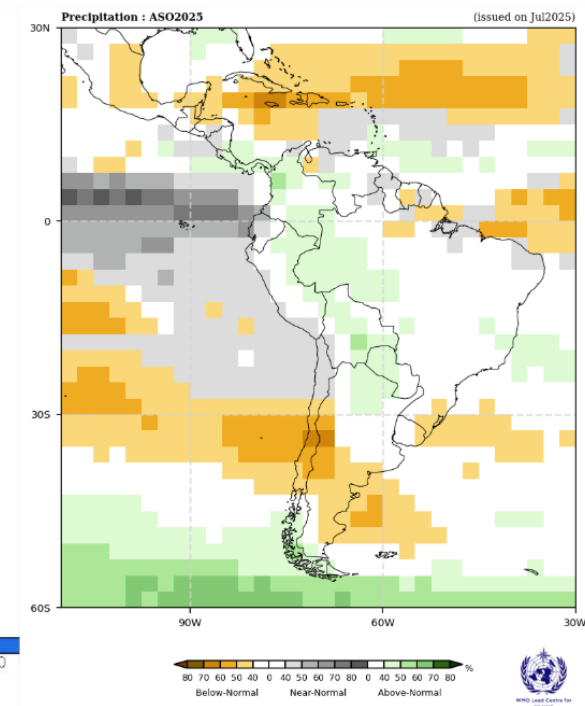 Precipitation : ASO2025 (issued on Jul2025)
30N
0
30S
60S
90W 60W 30W
80 70 60 50 40 0 40 50 60 70 80 0 40 50 60 70 80 %
Below-Normal Near-Normal Above-Normal
WMO Lead Centre for